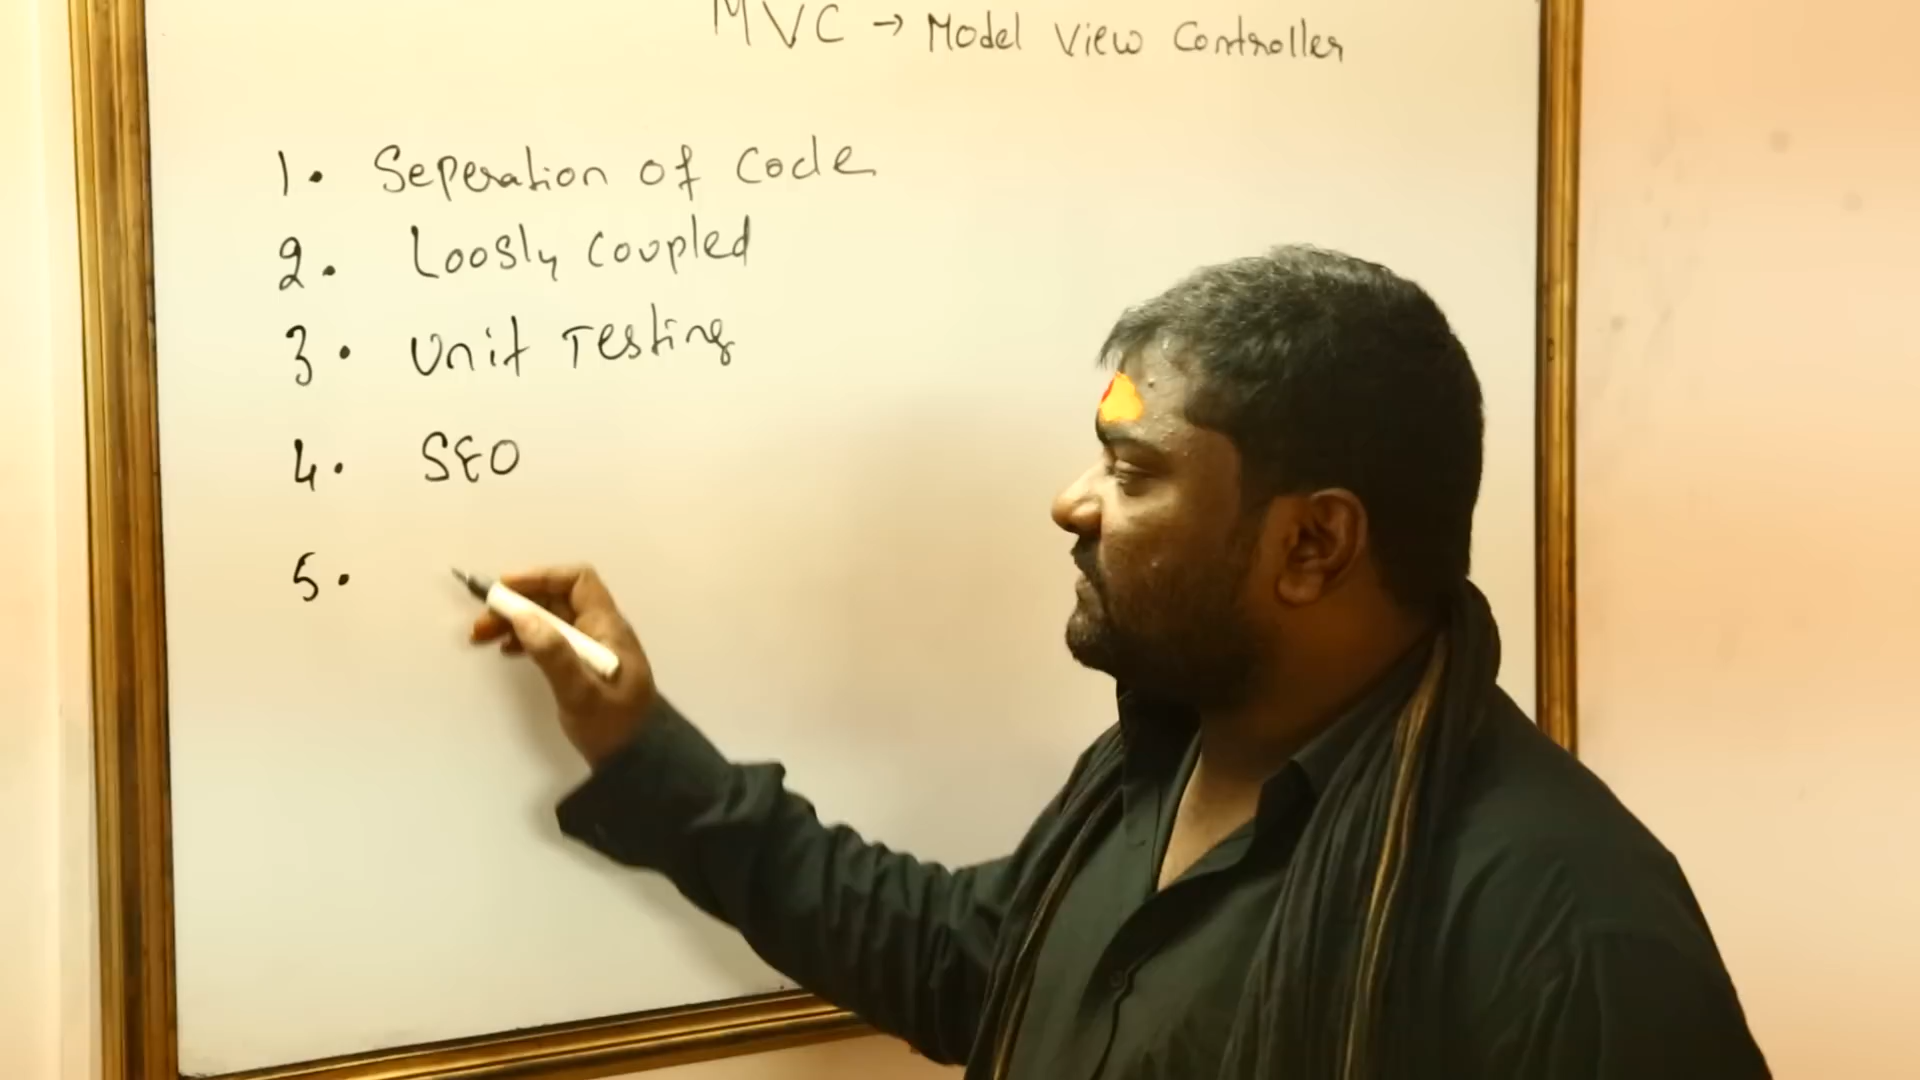 MVC → Model View Controller
1. Seperation of Code
2. Loosly Coupled
3. Unit Testing
4. SEO
5.